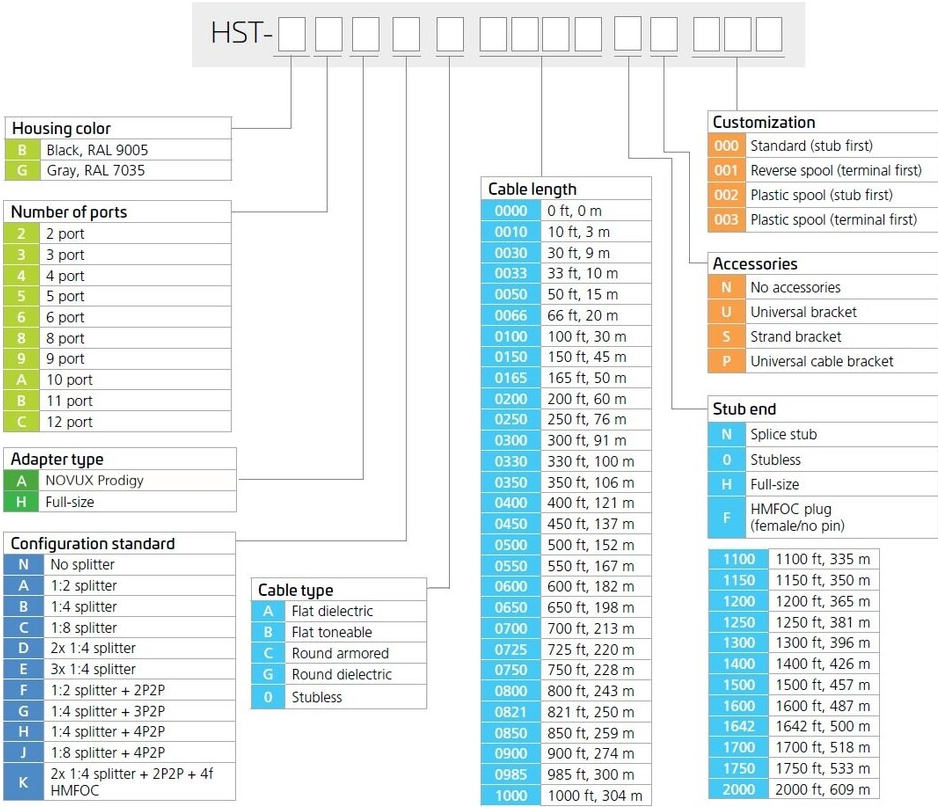 HST-
Housing color
B Black, RAL 9005
G Gray, RAL 7035
Number of ports
2 2 port
3 3 port
4 4 port
5 5 port
6 6 port
8 8 port
9 9 port
A 10 port
B 11 port
C 12 port
Adapter type
A NOVUX Prodigy
H Full-size
Configuration standard
N No splitter
A 1:2 splitter
B 1:4 splitter
C 1:8 splitter
D 2x 1:4 splitter
E 3x 1:4 splitter
F 1:2 splitter + 2P2P
G 1:4 splitter + 3P2P
H 1:4 splitter + 4P2P
J 1:8 splitter + 4P2P
K 2x 1:4 splitter + 2P2P + 4f
HMFOC
Cable type
A Flat dielectric
B Flat toneable
C Round armored
G Round dielectric
0 Stubless
Cable length
0000 0 ft, 0 m
0010 10 ft, 3 m
0030 30 ft, 9 m
0033 33 ft, 10 m
0050 50 ft, 15 m
0066 66 ft, 20 m
0100 100 ft, 30 m
0150 150 ft, 45 m
0165 165 ft, 50 m
0200 200 ft, 60 m
0250 250 ft, 76 m
0300 300 ft, 91 m
0330 330 ft, 100 m
0350 350 ft, 106 m
0400 400 ft, 121 m
0450 450 ft, 137 m
0500 500 ft, 152 m
0550 550 ft, 167 m
0600 600 ft, 182 m
0650 650 ft, 198 m
0700 700 ft, 213 m
0725 725 ft, 220 m
0750 750 ft, 228 m
0800 800 ft, 243 m
0821 821 ft, 250 m
0850 850 ft, 259 m
0900 900 ft, 274 m
0985 985 ft, 300 m
1000 1000 ft, 304 m
1100 1100 ft, 335 m
1150 1150 ft, 350 m
1200 1200 ft, 365 m
1250 1250 ft, 381 m
1300 1300 ft, 396 m
1400 1400 ft, 426 m
1500 1500 ft, 457 m
1600 1600 ft, 487 m
1642 1642 ft, 500 m
1700 1700 ft, 518 m
1750 1750 ft, 533 m
2000 2000 ft, 609 m
Stub end
N Splice stub
0 Stubless
H Full-size
F HMFOC plug
(female/no pin)
Accessories
N No accessories
U Universal bracket
S Strand bracket
P Universal cable bracket
Customization
000 Standard (stub first)
001 Reverse spool (terminal first)
002 Plastic spool (stub first)
003 Plastic spool (terminal first)